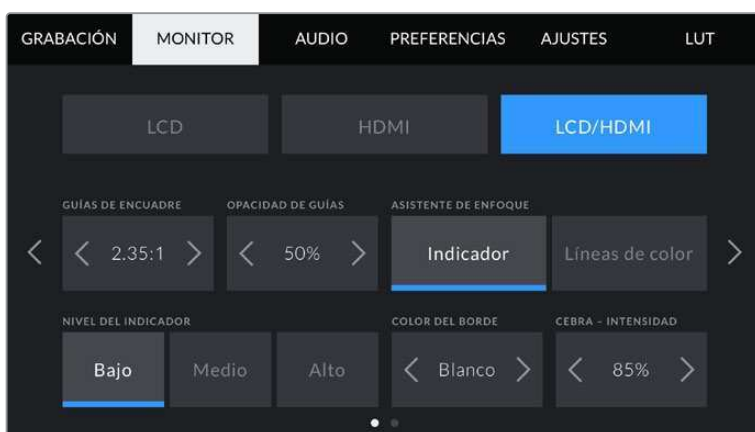 GRABACIÓN MONITOR AUDIO PREFERENCIAS AJUSTES LUT
LCD HDMI LCD/HDMI
GUÍAS DE ENCUADRE OPACIDAD DE GUÍAS ASISTENTE DE ENFOQUE
2.35:1 50% Indicador Líneas de color
NIVEL DEL INDICADOR COLOR DEL BORDE CEBRA – INTENSIDAD
Bajo Medio Alto Blanco 85%